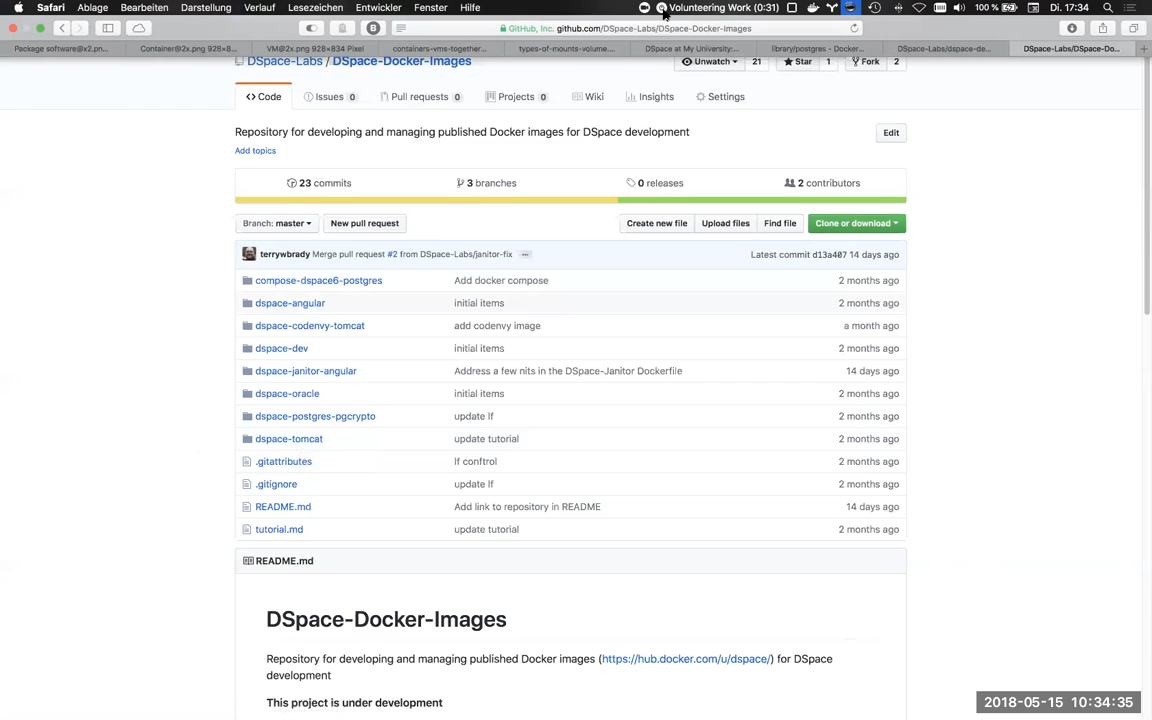 Safari Ablage Bearbeiten Darstellung Verlauf Lesezeichen Entwickler Fenster Hilfe Volunteering Work (0:31) 100 % Di. 17:34
GitHub, Inc. github.com/DSpace-Labs/DSpace-Docker-Images
Package software@x2.pn... Container@2x.png 928×8... VM@2x.png 928×834 Pixel containers-vms-together... types-of-mounts-volume.... DSpace at My University:... library/postgres - Docker... DSpace-Labs/dspace-de... DSpace-Labs/DSpace-Do...
DSpace-Labs / DSpace-Docker-Images Unwatch 21 Star 1 Fork 2
Code Issues 0 Pull requests 0 Projects 0 Wiki Insights Settings
Repository for developing and managing published Docker images for DSpace development Edit
Add topics
23 commits 3 branches 0 releases 2 contributors
Branch: master New pull request Create new file Upload files Find file Clone or download
terrywbrady Merge pull request #2 from DSpace-Labs/janitor-fix ... Latest commit d13a407 14 days ago
compose-dspace6-postgres Add docker compose 2 months ago
dspace-angular initial items 2 months ago
dspace-codenvy-tomcat add codenvy image a month ago
dspace-dev initial items 2 months ago
dspace-janitor-angular Address a few nits in the DSpace-Janitor Dockerfile 14 days ago
dspace-oracle initial items 2 months ago
dspace-postgres-pgcrypto update lf 2 months ago
dspace-tomcat update tutorial 2 months ago
.gitattributes lf conftrol 2 months ago
.gitignore update lf 2 months ago
README.md Add link to repository in README 14 days ago
tutorial.md update tutorial 2 months ago
README.md
DSpace-Docker-Images
Repository for developing and managing published Docker images (https://hub.docker.com/u/dspace/) for DSpace
development
This project is under development
2018-05-15 10:34:35